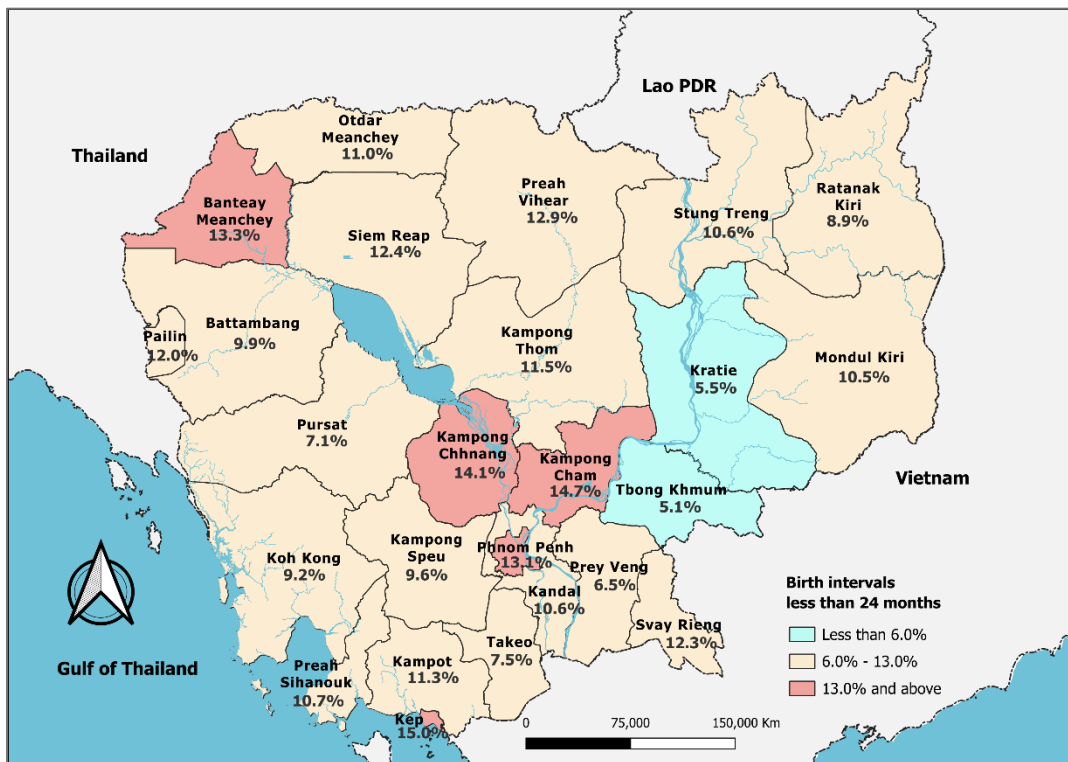 Lao PDR
Thailand
Otdar
Meanchey
11.0%
Banteay
Meanchey
13.3%
Siem Reap
12.4%
Preah
Vihear
12.9%
Stung Treng
10.6%
Ratanak
Kiri
8.9%
Pailin
12.0%
Battambang
9.9%
Kampong
Thom
11.5%
Kratie
5.5%
Mondul Kiri
10.5%
Pursat
7.1%
Kampong
Chhnang
14.1%
Kampong
Cham
14.7%
Tbong Khmum
5.1%
Vietnam
Koh Kong
9.2%
Kampong
Speu
9.6%
Phnom Penh
13.1%
Prey Veng
6.5%
Kandal
10.6%
Svay Rieng
12.3%
Takeo
7.5%
Kampot
11.3%
Preah
Sihanouk
10.7%
Kep
15.0%
Gulf of Thailand
Birth intervals
less than 24 months
Less than 6.0%
6.0% - 13.0%
13.0% and above
0 75,000 150,000 Km